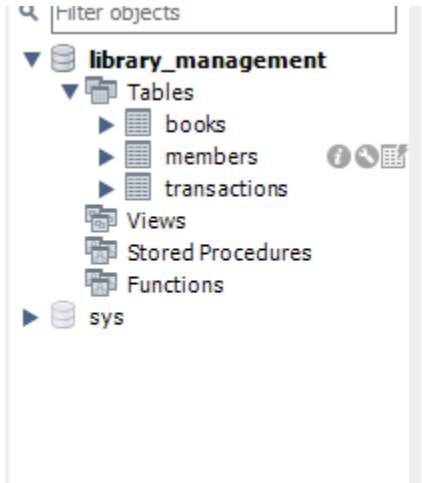 Filter objects
library_management
Tables
books
members
transactions
Views
Stored Procedures
Functions
sys